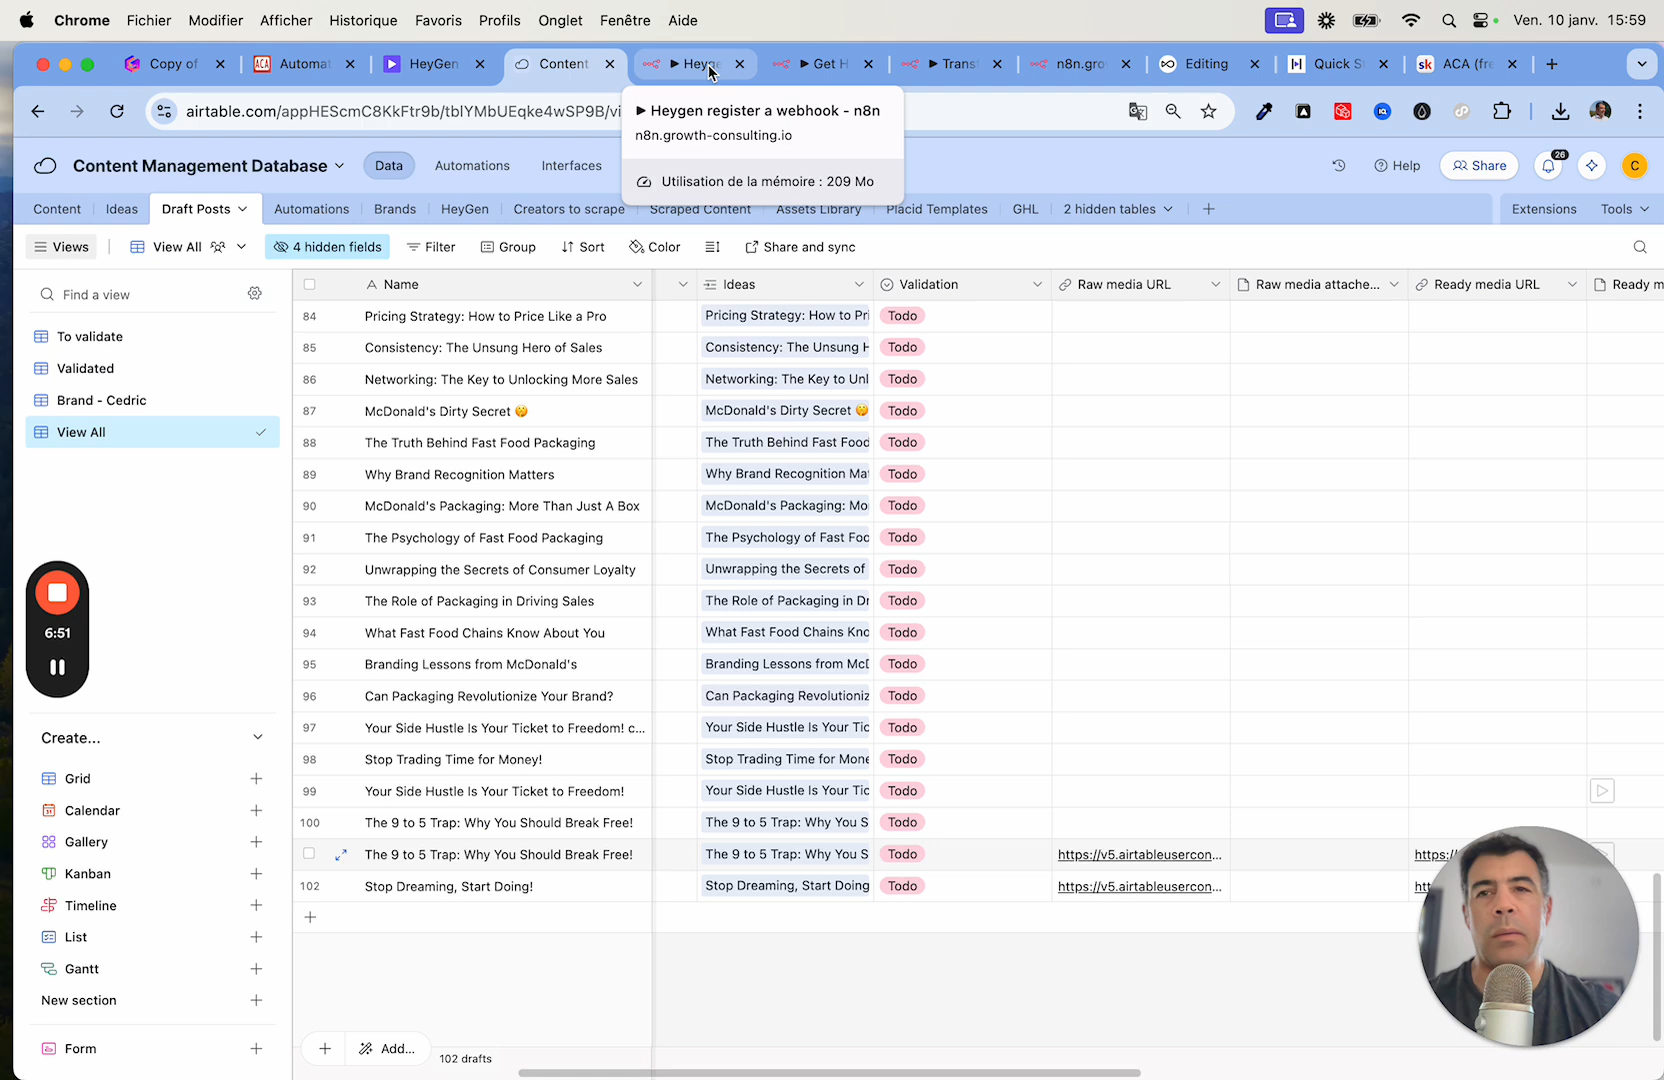 Chrome Fichier Modifier Afficher Historique Favoris Profils Onglet Fenêtre Aide Ven. 10 janv. 15:59
Copy of Automat HeyGen Content Heyg Get H Trans n8n.gro Editing Quick S ACA (fre
airtable.com/appHEScmC8KkFtr9b/tblYMbUEqke4wSP9B/vi
Heygen register a webhook - n8n
n8n.growth-consulting.io
Utilisation de la mémoire : 209 Mo
Content Management Database Data Automations Interfaces Help Share 26 C
Content Ideas Draft Posts Automations Brands HeyGen Creators to scrape Scraped Content Assets Library Placid Templates GHL 2 hidden tables Extensions Tools
Views View All 4 hidden fields Filter Group Sort Color Share and sync
Find a view
To validate
Validated
Brand - Cedric
View All
6:51
Create...
Grid
Calendar
Gallery
Kanban
Timeline
List
Gantt
New section
Form
Name Ideas Validation Raw media URL Raw media attache... Ready media URL Ready m
84 Pricing Strategy: How to Price Like a Pro Pricing Strategy: How to Pri Todo
85 Consistency: The Unsung Hero of Sales Consistency: The Unsung H Todo
86 Networking: The Key to Unlocking More Sales Networking: The Key to Unl Todo
87 McDonald's Dirty Secret 🤫 McDonald's Dirty Secret 🤫 Todo
88 The Truth Behind Fast Food Packaging The Truth Behind Fast Food Todo
89 Why Brand Recognition Matters Why Brand Recognition Mat Todo
90 McDonald's Packaging: More Than Just A Box McDonald's Packaging: Mo Todo
91 The Psychology of Fast Food Packaging The Psychology of Fast Foo Todo
92 Unwrapping the Secrets of Consumer Loyalty Unwrapping the Secrets of Todo
93 The Role of Packaging in Driving Sales The Role of Packaging in Dr Todo
94 What Fast Food Chains Know About You What Fast Food Chains Kno Todo
95 Branding Lessons from McDonald's Branding Lessons from McD Todo
96 Can Packaging Revolutionize Your Brand? Can Packaging Revolutioniz Todo
97 Your Side Hustle Is Your Ticket to Freedom! c... Your Side Hustle Is Your Tic Todo
98 Stop Trading Time for Money! Stop Trading Time for Mone Todo
99 Your Side Hustle Is Your Ticket to Freedom! Your Side Hustle Is Your Tic Todo
100 The 9 to 5 Trap: Why You Should Break Free! The 9 to 5 Trap: Why You S Todo
The 9 to 5 Trap: Why You Should Break Free! The 9 to 5 Trap: Why You S Todo https://v5.airtableusercon... https:/
102 Stop Dreaming, Start Doing! Stop Dreaming, Start Doing Todo https://v5.airtableusercon... htt
Add... 102 drafts